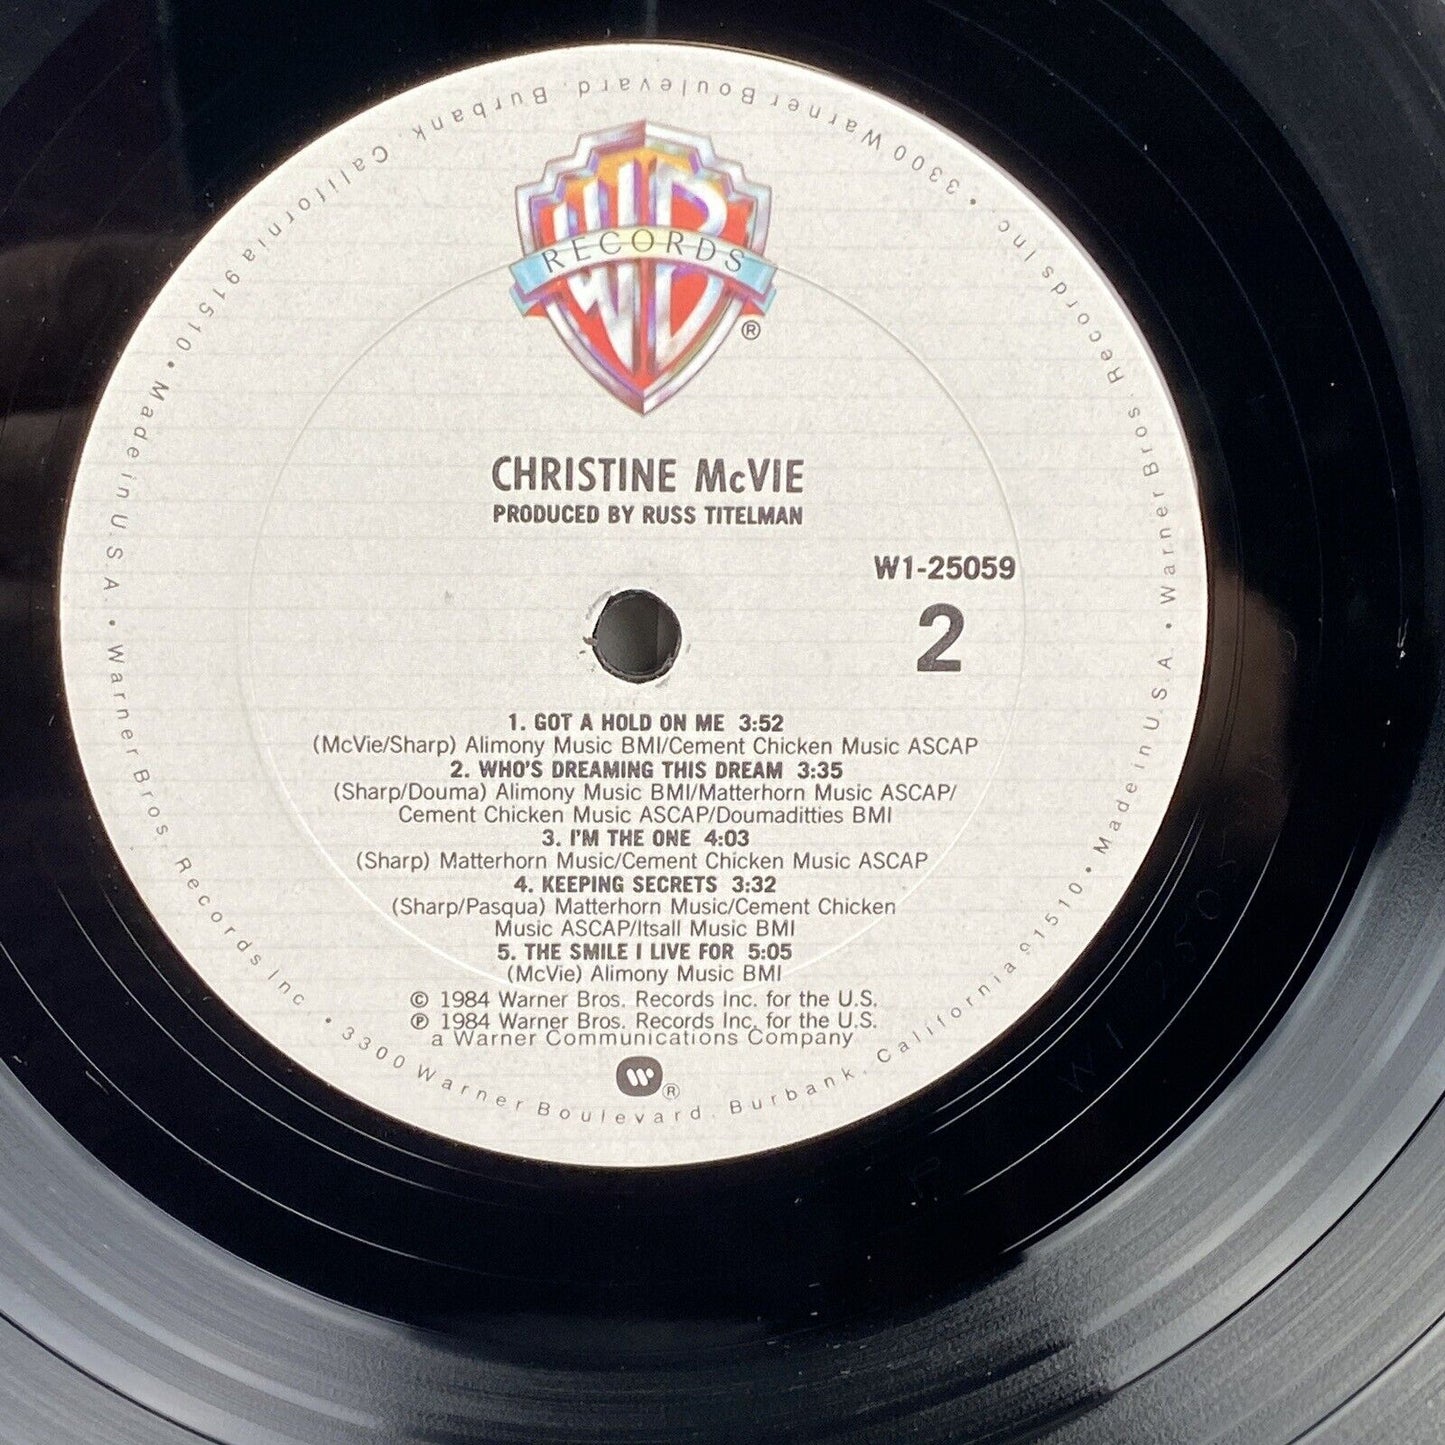 WB
RECORDS
®
CHRISTINE McVIE
PRODUCED BY RUSS TITELMAN
W1-25059
2
1. GOT A HOLD ON ME 3:52
(McVie/Sharp) Alimony Music BMI/Cement Chicken Music ASCAP
2. WHO'S DREAMING THIS DREAM 3:35
(Sharp/Douma) Alimony Music BMI/Matterhorn Music ASCAP/
Cement Chicken Music ASCAP/Doumaditties BMI
3. I'M THE ONE 4:03
(Sharp) Matterhorn Music/Cement Chicken Music ASCAP
4. KEEPING SECRETS 3:32
(Sharp/Pasqua) Matterhorn Music/Cement Chicken
Music ASCAP/Itsall Music BMI
5. THE SMILE I LIVE FOR 5:05
(McVie) Alimony Music BMI
© 1984 Warner Bros. Records Inc. for the U.S.
℗ 1984 Warner Bros. Records Inc. for the U.S.
a Warner Communications Company
®
Warner Bros. Records Inc. • 3300 Warner Boulevard, Burbank, California 91510 • Made in U.S.A. •
Warner Bros. Records Inc. • 3300 Warner Boulevard, Burbank, California 91510 • Made in U.S.A. •